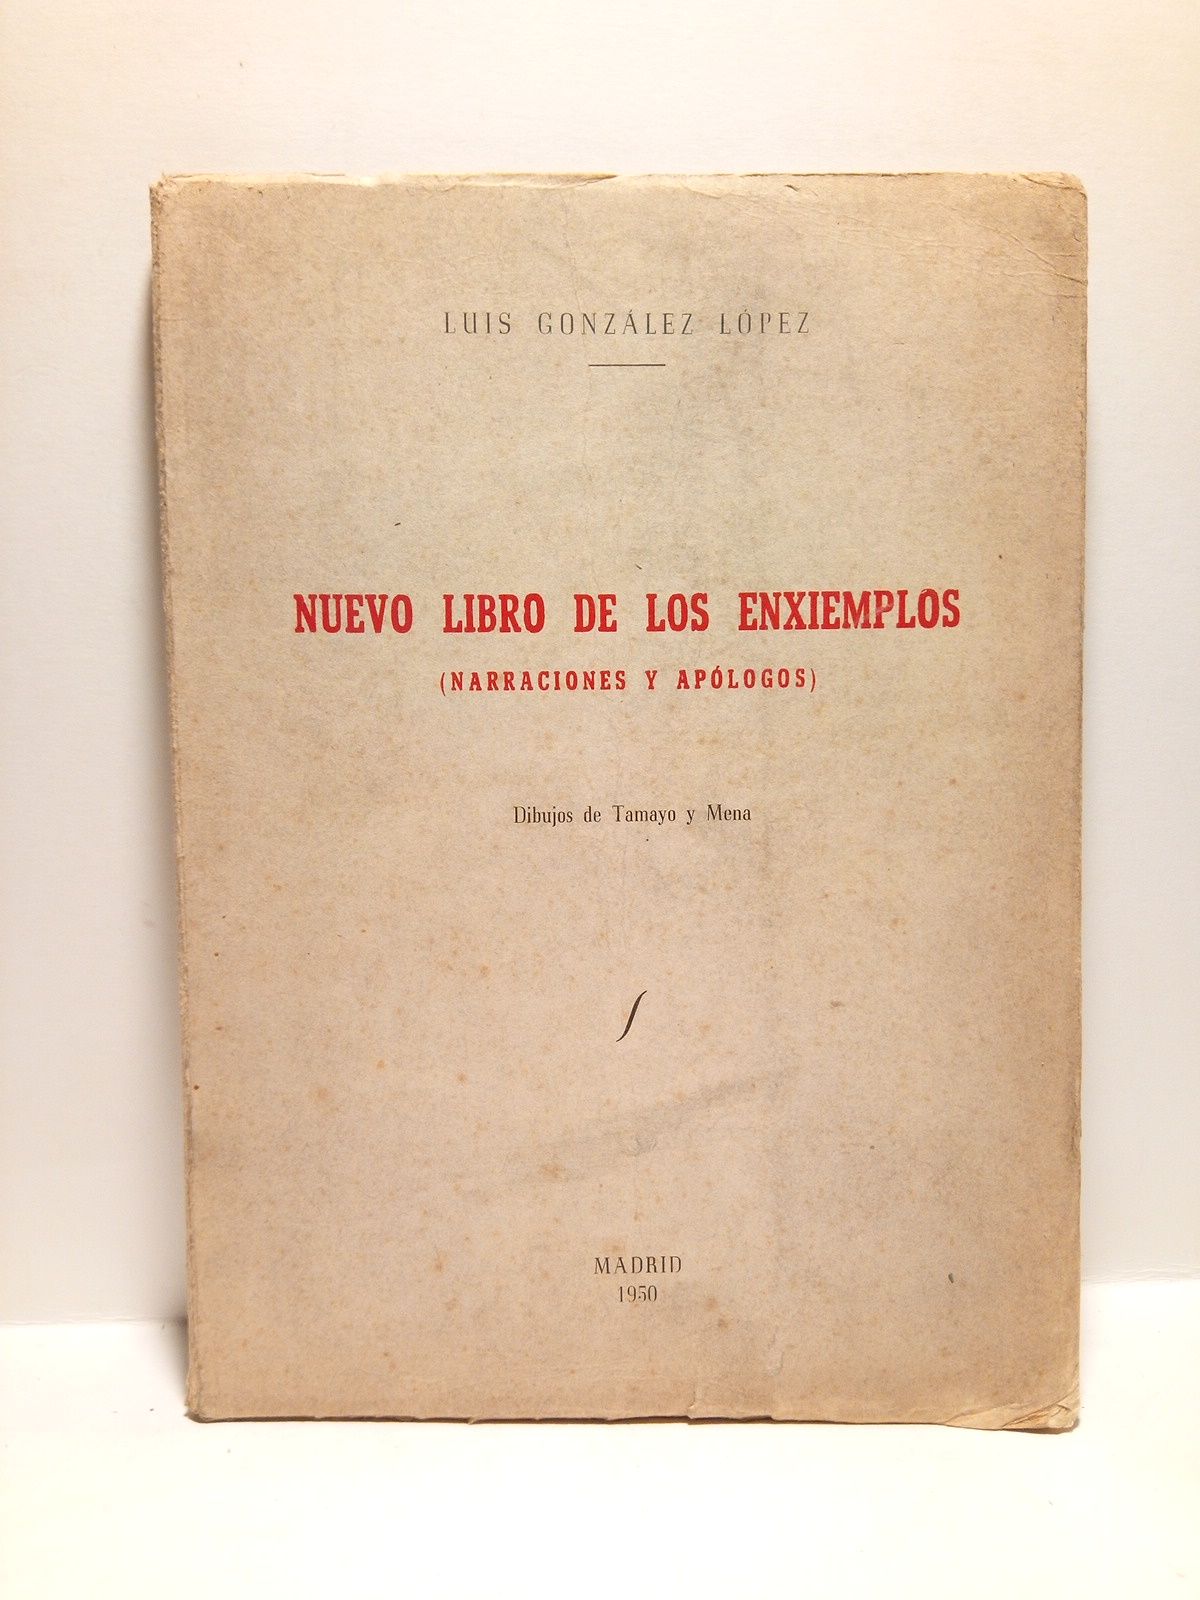 LUIS GONZÁLEZ LÓPEZ
NUEVO LIBRO DE LOS ENXIEMPLOS
(NARRACIONES Y APÓLOGOS)
Dibujos de Tamayo y Mena
MADRID
1950